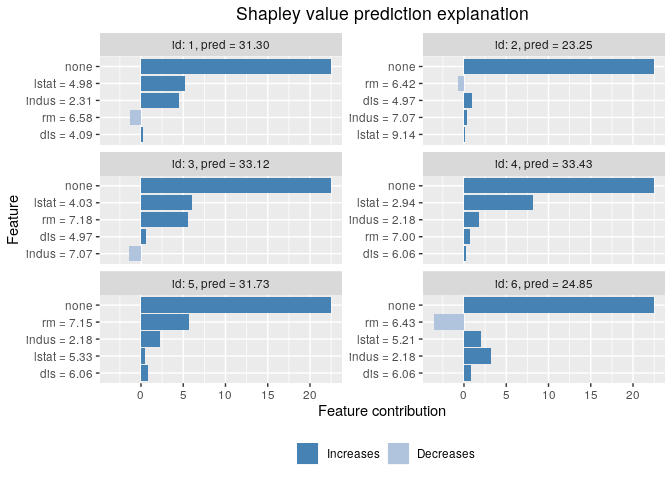 Shapley value prediction explanation
id: 1, pred = 31.30
none
lstat = 4.98
indus = 2.31
rm = 6.58
dis = 4.09
id: 2, pred = 23.25
none
rm = 6.42
dis = 4.97
indus = 7.07
lstat = 9.14
id: 3, pred = 33.12
none
lstat = 4.03
rm = 7.18
dis = 4.97
indus = 7.07
id: 4, pred = 33.43
none
lstat = 2.94
indus = 2.18
rm = 7.00
dis = 6.06
id: 5, pred = 31.73
none
rm = 7.15
indus = 2.18
lstat = 5.33
dis = 6.06
0 5 10 15 20
id: 6, pred = 24.85
none
rm = 6.43
lstat = 5.21
indus = 2.18
dis = 6.06
0 5 10 15 20
Feature
Feature contribution
Increases Decreases